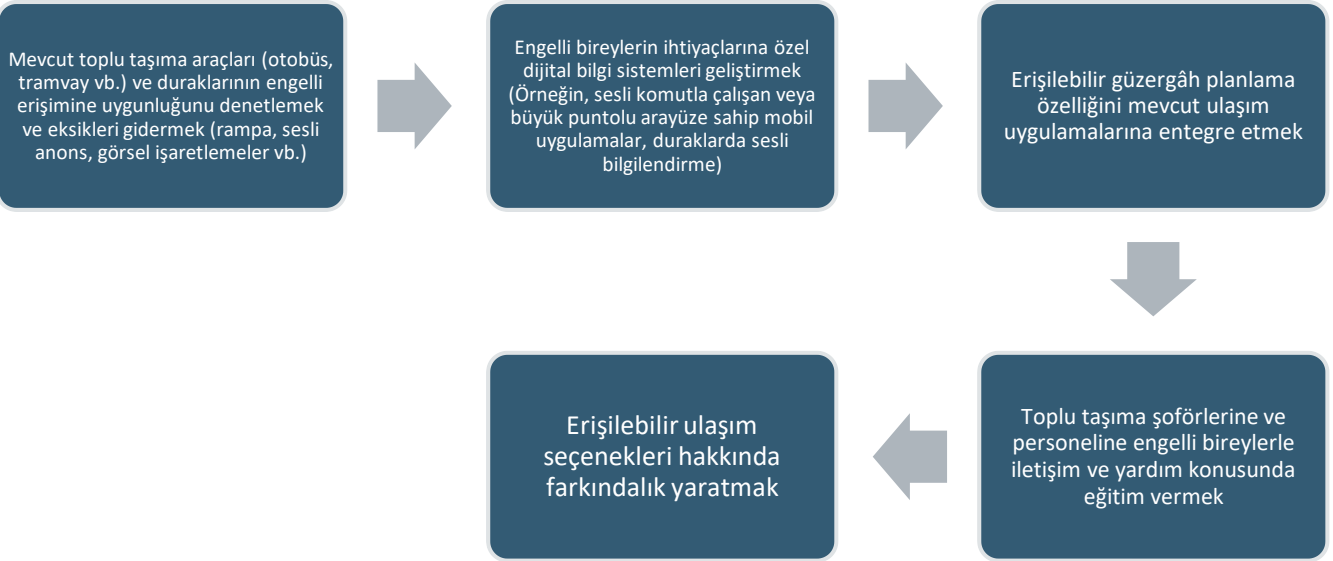 Mevcut toplu taşıma araçları (otobüs,
tramvay vb.) ve duraklarının engelli
erişimine uygunluğunu denetlemek
ve eksikleri gidermek (rampa, sesli
anons, görsel işaretlemeler vb.)
Engelli bireylerin ihtiyaçlarına özel
dijital bilgi sistemleri geliştirmek
(Örneğin, sesli komutla çalışan veya
büyük puntolu arayüze sahip mobil
uygulamalar, duraklarda sesli
bilgilendirme)
Erişilebilir güzergâh planlama
özelliğini mevcut ulaşım
uygulamalarına entegre etmek
Toplu taşıma şoförlerine ve
personeline engelli bireylerle
iletişim ve yardım konusunda
eğitim vermek
Erişilebilir ulaşım
seçenekleri hakkında
farkındalık yaratmak